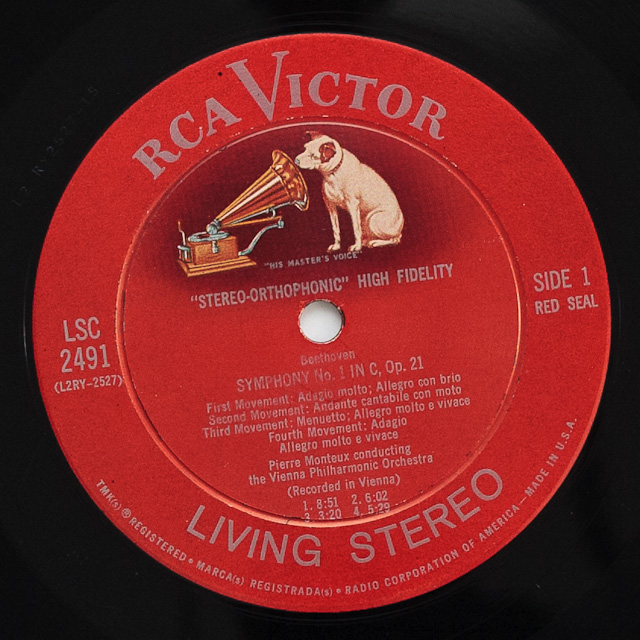 RCA VICTOR
"HIS MASTER'S VOICE"
"STEREO-ORTHOPHONIC" HIGH FIDELITY
SIDE 1
RED SEAL
LSC
2491
(L2RY-2527)
Beethoven
SYMPHONY No. 1 IN C, Op. 21
First Movement: Adagio molto; Allegro con brio
Second Movement: Andante cantabile con moto
Third Movement: Menuetto; Allegro molto e vivace
Fourth Movement: Adagio
Allegro molto e vivace
Pierre Monteux conducting
the Vienna Philharmonic Orchestra
(Recorded in Vienna)
1. 8:51 2. 6:02
3. 3:20 4. 5:29
LIVING STEREO
TMK(s) ® REGISTERED • MARCA(s) REGISTRADA(s) • RADIO CORPORATION OF AMERICA—MADE IN U.S.A.